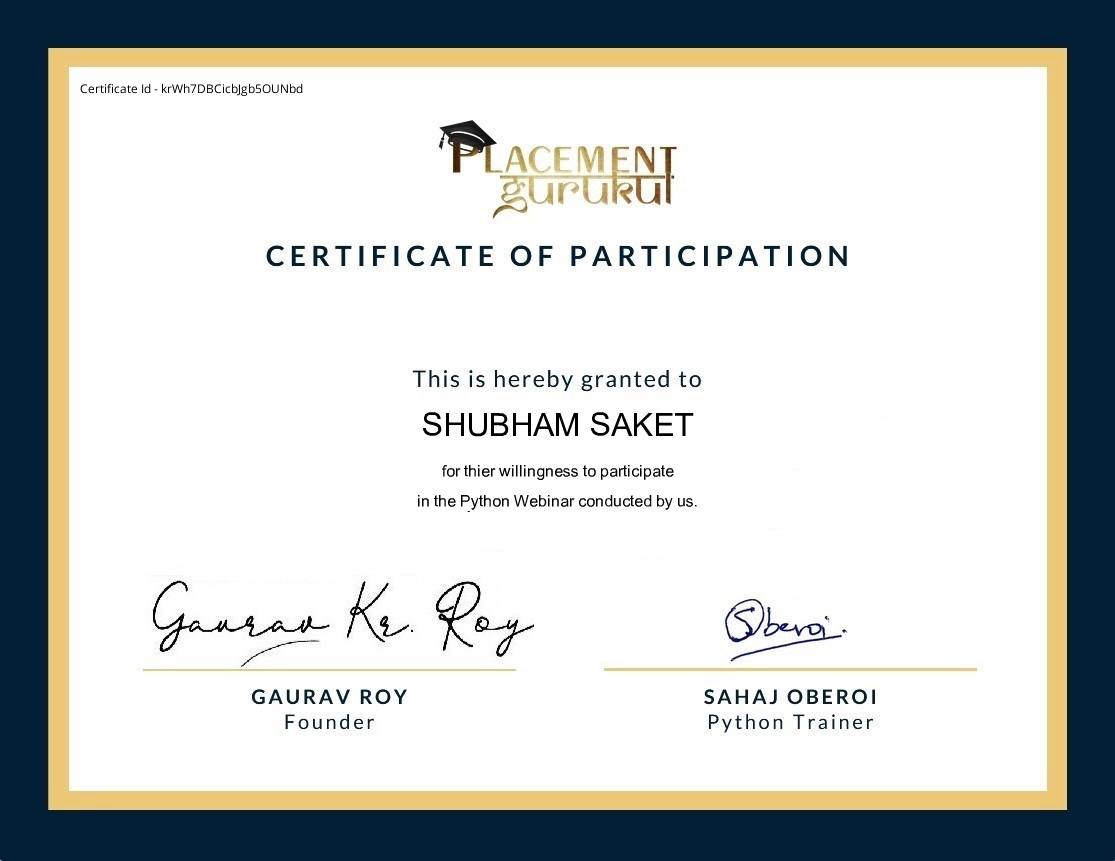 Certificate Id - krWh7DBCicbJgb5OUNbd
PLACEMENT
gurukul
CERTIFICATE OF PARTICIPATION
This is hereby granted to
SHUBHAM SAKET
for thier willingness to participate
in the Python Webinar conducted by us.
Gaurav Kr. Roy
SOberoi.
GAURAV ROY
Founder
SAHAJ OBEROI
Python Trainer